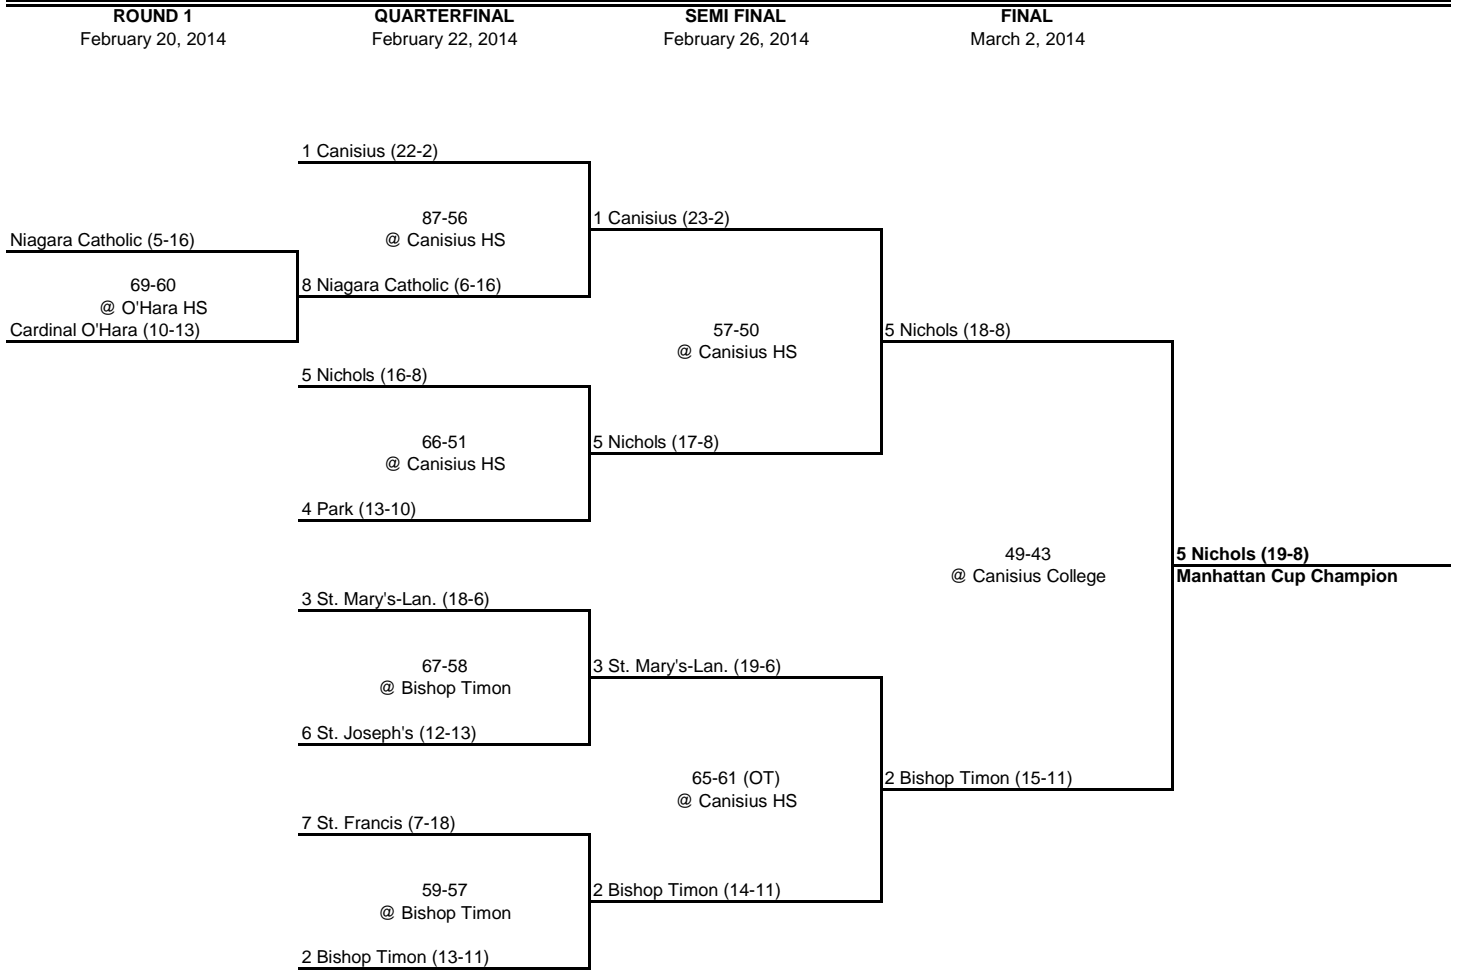 ROUND 1
QUARTERFINAL
SEMI FINAL
FINAL
February 20, 2014
February 22, 2014
February 26, 2014
March 2, 2014
1 Canisius (22-2)
87-56
@ Canisius HS
1 Canisius (23-2)
Niagara Catholic (5-16)
69-60
@ O'Hara HS
8 Niagara Catholic (6-16)
Cardinal O'Hara (10-13)
57-50
@ Canisius HS
5 Nichols (18-8)
5 Nichols (16-8)
66-51
@ Canisius HS
5 Nichols (17-8)
4 Park (13-10)
49-43
@ Canisius College
5 Nichols (19-8)
Manhattan Cup Champion
3 St. Mary's-Lan. (18-6)
67-58
@ Bishop Timon
3 St. Mary's-Lan. (19-6)
6 St. Joseph's (12-13)
65-61 (OT)
@ Canisius HS
2 Bishop Timon (15-11)
7 St. Francis (7-18)
59-57
@ Bishop Timon
2 Bishop Timon (14-11)
2 Bishop Timon (13-11)